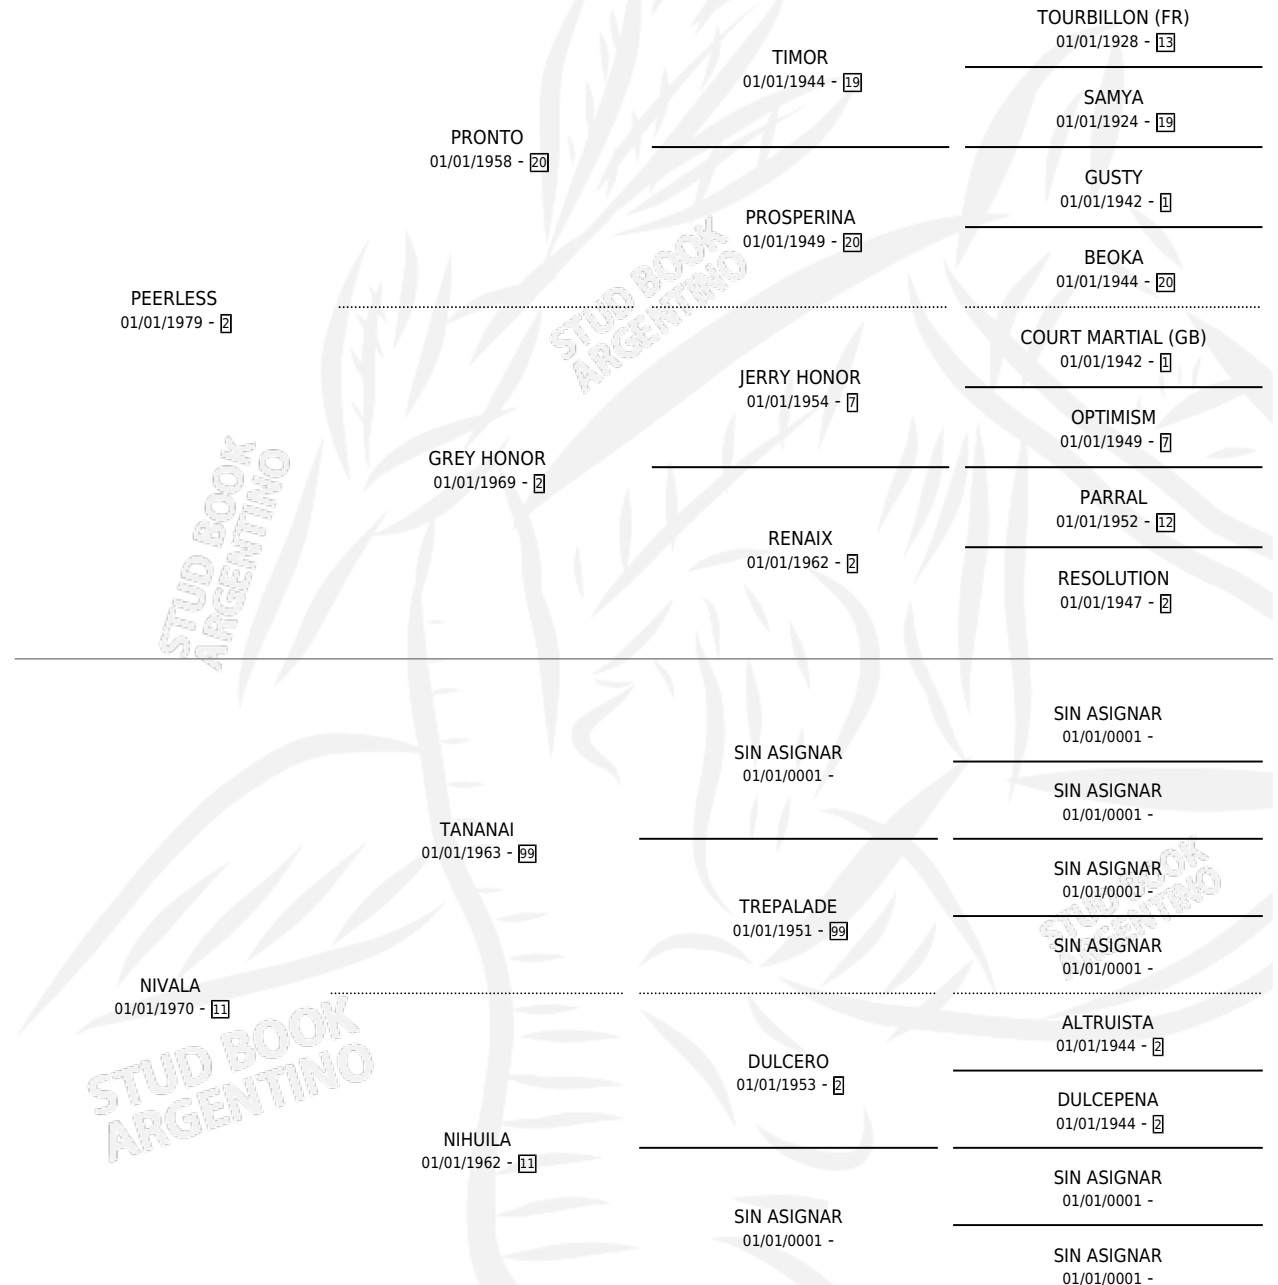 TOURBILLON (FR)
01/01/1928 - 13
TIMOR
01/01/1944 - 19
SAMYA
01/01/1924 - 19
PRONTO
01/01/1958 - 20
GUSTY
01/01/1942 - 1
PROSPERINA
01/01/1949 - 20
BEOKA
01/01/1944 - 20
PEERLESS
01/01/1979 - 2
COURT MARTIAL (GB)
01/01/1942 - 1
JERRY HONOR
01/01/1954 - 7
OPTIMISM
01/01/1949 - 7
GREY HONOR
01/01/1969 - 2
PARRAL
01/01/1952 - 12
RENAIX
01/01/1962 - 2
RESOLUTION
01/01/1947 - 2
STUD BOOK
ARGENTINO
STUD BOOK
ARGENTINO
SIN ASIGNAR
01/01/0001 -
SIN ASIGNAR
01/01/0001 -
SIN ASIGNAR
01/01/0001 -
TANANAI
01/01/1963 - 99
SIN ASIGNAR
01/01/0001 -
TREPALADE
01/01/1951 - 99
SIN ASIGNAR
01/01/0001 -
STUD BOOK
ARGENTINO
NIVALA
01/01/1970 - 11
ALTRUISTA
01/01/1944 - 2
DULCERO
01/01/1953 - 2
DULCEPENA
01/01/1944 - 2
STUD BOOK
ARGENTINO
NIHUILA
01/01/1962 - 11
SIN ASIGNAR
01/01/0001 -
SIN ASIGNAR
01/01/0001 -
SIN ASIGNAR
01/01/0001 -